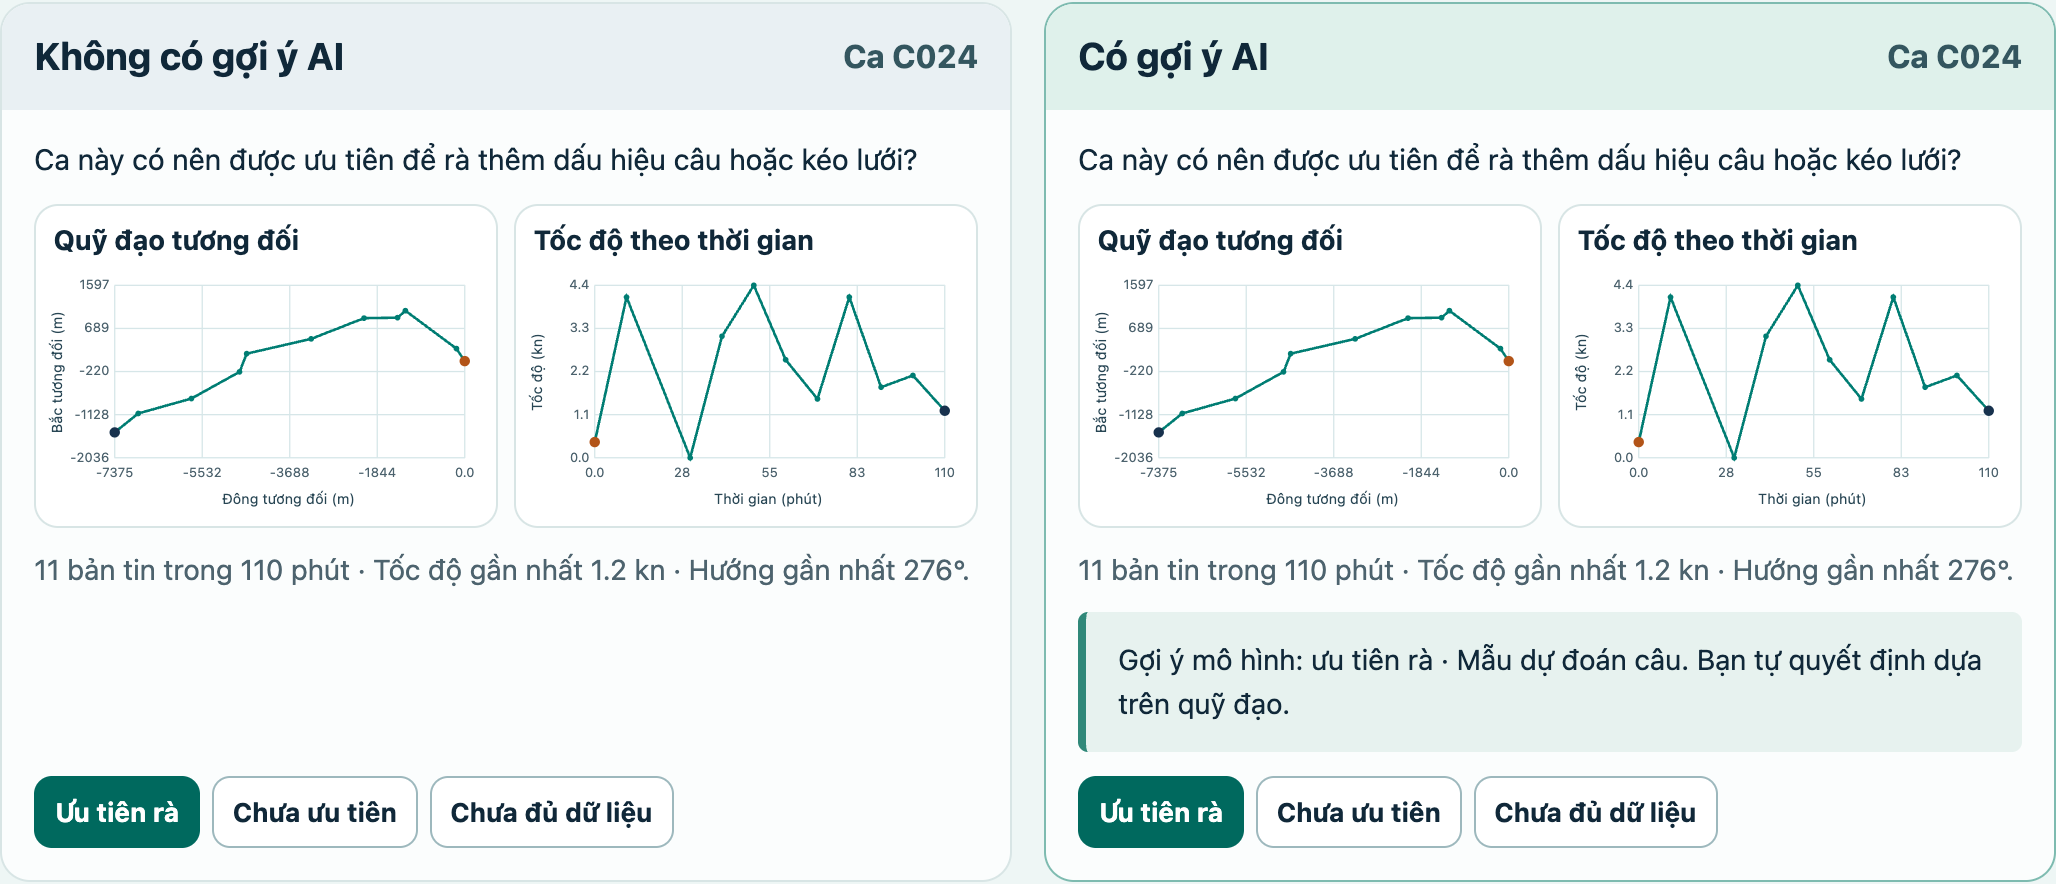 Không có gợi ý AI
Ca C024
Ca này có nên được ưu tiên để rà thêm dấu hiệu câu hoặc kéo lưới?
Quỹ đạo tương đối
1597
689
-220
-1128
-2036
Bắc tương đối (m)
-7375
-5532
-3688
-1844
0.0
Đông tương đối (m)
Tốc độ theo thời gian
4.4
3.3
2.2
1.1
0.0
Tốc độ (kn)
0.0
28
55
83
110
Thời gian (phút)
11 bản tin trong 110 phút · Tốc độ gần nhất 1.2 kn · Hướng gần nhất 276°.
Ưu tiên rà
Chưa ưu tiên
Chưa đủ dữ liệu
Có gợi ý AI
Ca C024
Ca này có nên được ưu tiên để rà thêm dấu hiệu câu hoặc kéo lưới?
Quỹ đạo tương đối
1597
689
-220
-1128
-2036
Bắc tương đối (m)
-7375
-5532
-3688
-1844
0.0
Đông tương đối (m)
Tốc độ theo thời gian
4.4
3.3
2.2
1.1
0.0
Tốc độ (kn)
0.0
28
55
83
110
Thời gian (phút)
11 bản tin trong 110 phút · Tốc độ gần nhất 1.2 kn · Hướng gần nhất 276°.
Gợi ý mô hình: ưu tiên rà · Mẫu dự đoán câu. Bạn tự quyết định dựa
trên quỹ đạo.
Ưu tiên rà
Chưa ưu tiên
Chưa đủ dữ liệu